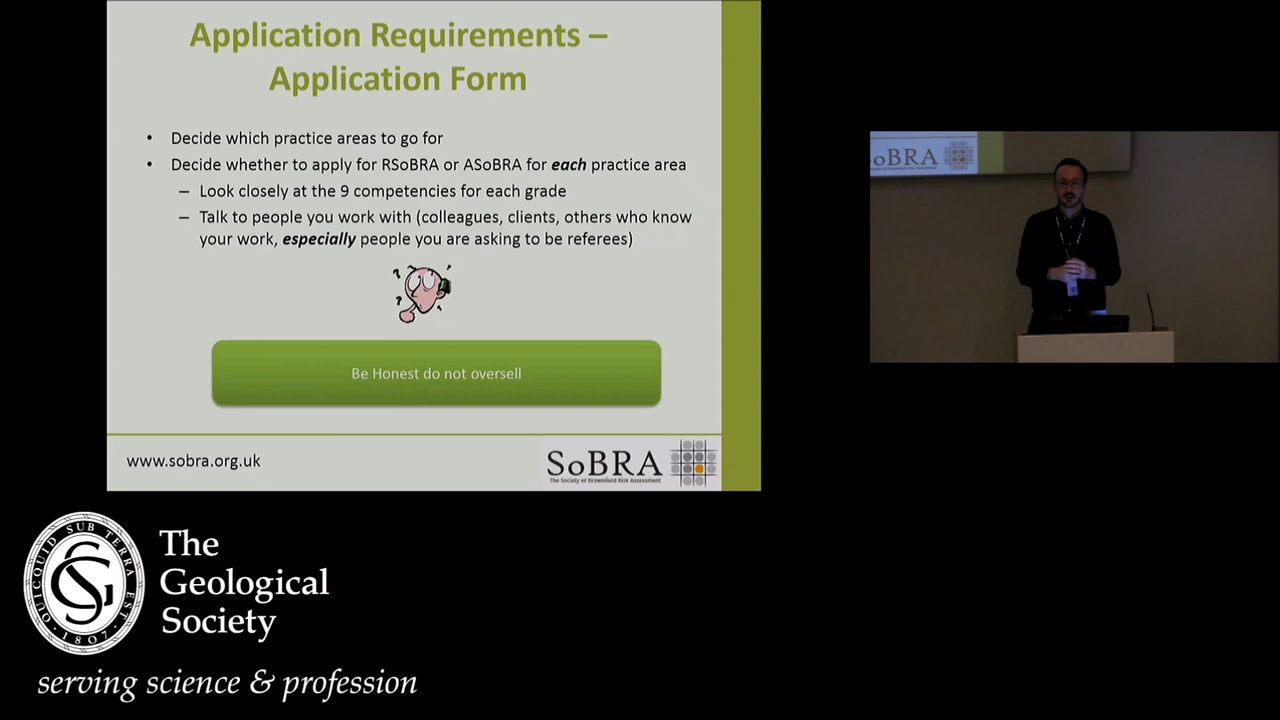 Application Requirements –
Application Form
• Decide which practice areas to go for
• Decide whether to apply for RSoBRA or ASoBRA for each practice area
– Look closely at the 9 competencies for each grade
– Talk to people you work with (colleagues, clients, others who know
your work, especially people you are asking to be referees)
Be Honest do not oversell
www.sobra.org.uk
SoBRA
The Society of Brownfield Risk Assessment
oBRA
QUICQUID SUB TERRA EST
1807
The
Geological
Society
serving science & profession